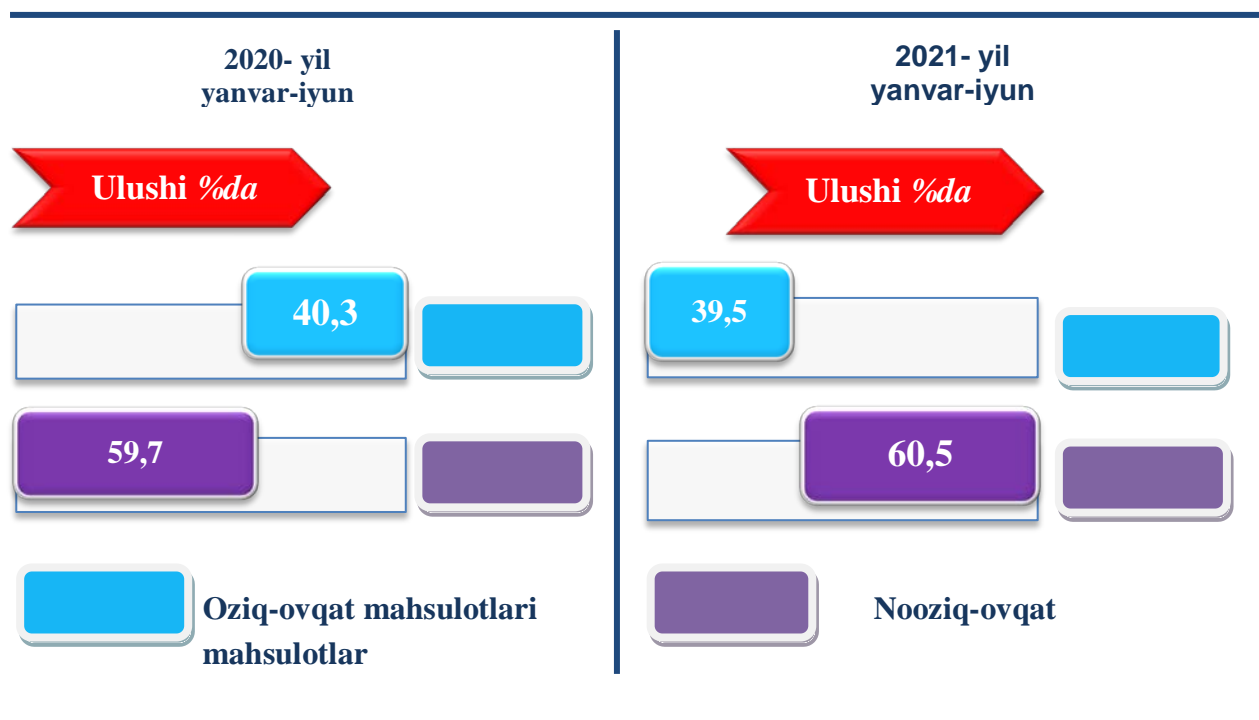 2020- yil
yanvar-iyun
Ulushi %da
40,3
59,7
Oziq-ovqat mahsulotlari
mahsulotlar
2021- yil
yanvar-iyun
Ulushi %da
39,5
60,5
Nooziq-ovqat